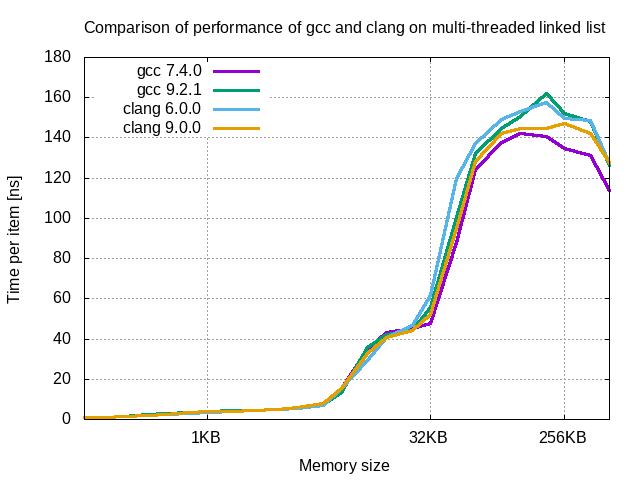 Comparison of performance of gcc and clang on multi-threaded linked list
180
160
140
120
100
80
60
40
20
0
gcc 7.4.0
gcc 9.2.1
clang 6.0.0
clang 9.0.0
Time per item [ns]
1KB
32KB
256KB
Memory size